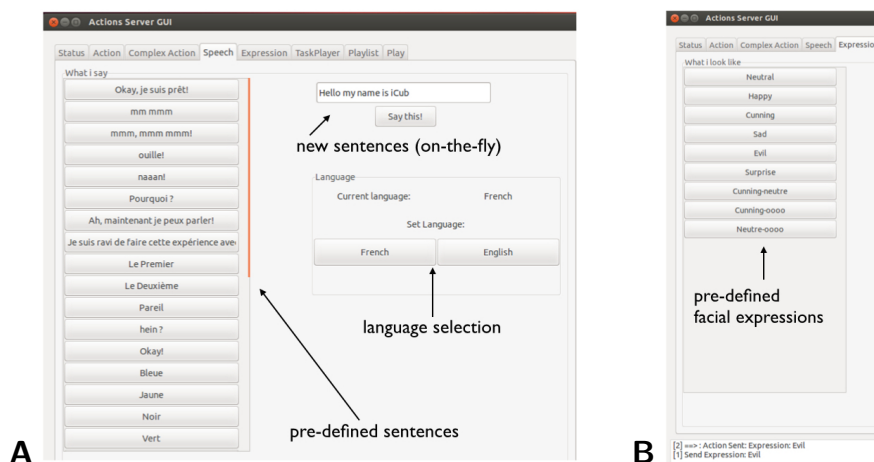 Actions Server GUI
Status Action Complex Action Speech Expression TaskPlayer Playlist Play
What i say
Okay, je suis prêt!
mm mmm
mmm, mmm mmm!
ouille!
naaan!
Pourquoi ?
Ah, maintenant je peux parler!
Je suis ravi de faire cette expérience ave
Le Premier
Le Deuxième
Pareil
hein ?
Okay!
Bleue
Jaune
Noir
Vert
Hello my name is iCub
Say this!
new sentences (on-the-fly)
Language
Current language: French
Set Language:
French English
language selection
pre-defined sentences
A
Actions Server GUI
Status Action Complex Action Speech Expressio
What i look like
Neutral
Happy
Cunning
Sad
Evil
Surprise
Cunning-neutre
Cunning-oooo
Neutre-oooo
pre-defined
facial expressions
B
[2] ==> : Action Sent: Expression: Evil
[1] Send Expression: Evil